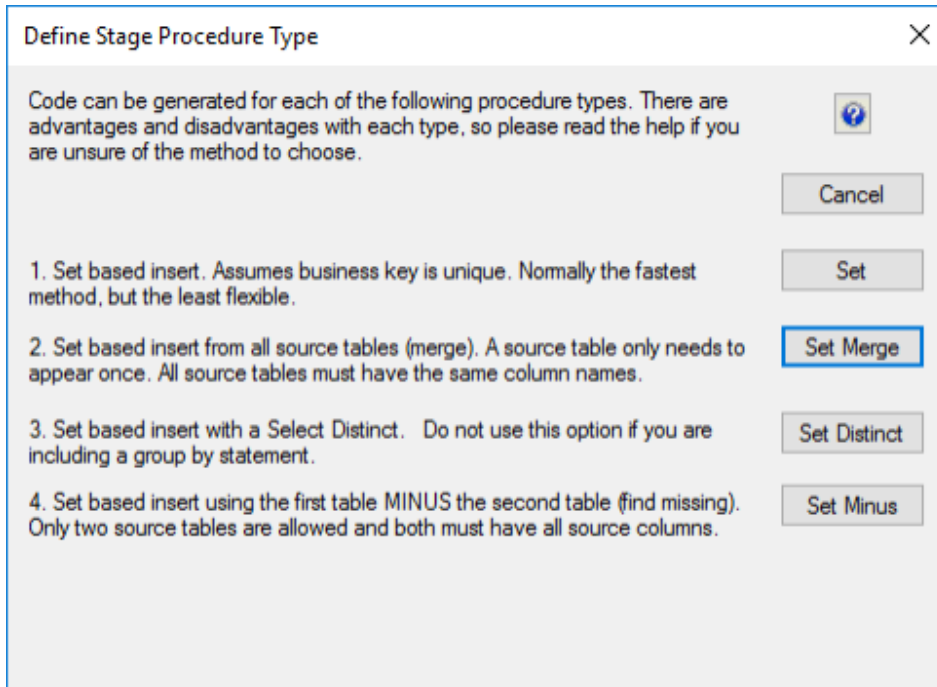 Define Stage Procedure Type
Code can be generated for each of the following procedure types. There are
advantages and disadvantages with each type, so please read the help if you
are unsure of the method to choose.
Cancel
1. Set based insert. Assumes business key is unique. Normally the fastest
method, but the least flexible.
Set
2. Set based insert from all source tables (merge). A source table only needs to
appear once. All source tables must have the same column names.
Set Merge
3. Set based insert with a Select Distinct.   Do not use this option if you are
including a group by statement.
Set Distinct
4. Set based insert using the first table MINUS the second table (find missing).
Only two source tables are allowed and both must have all source columns.
Set Minus